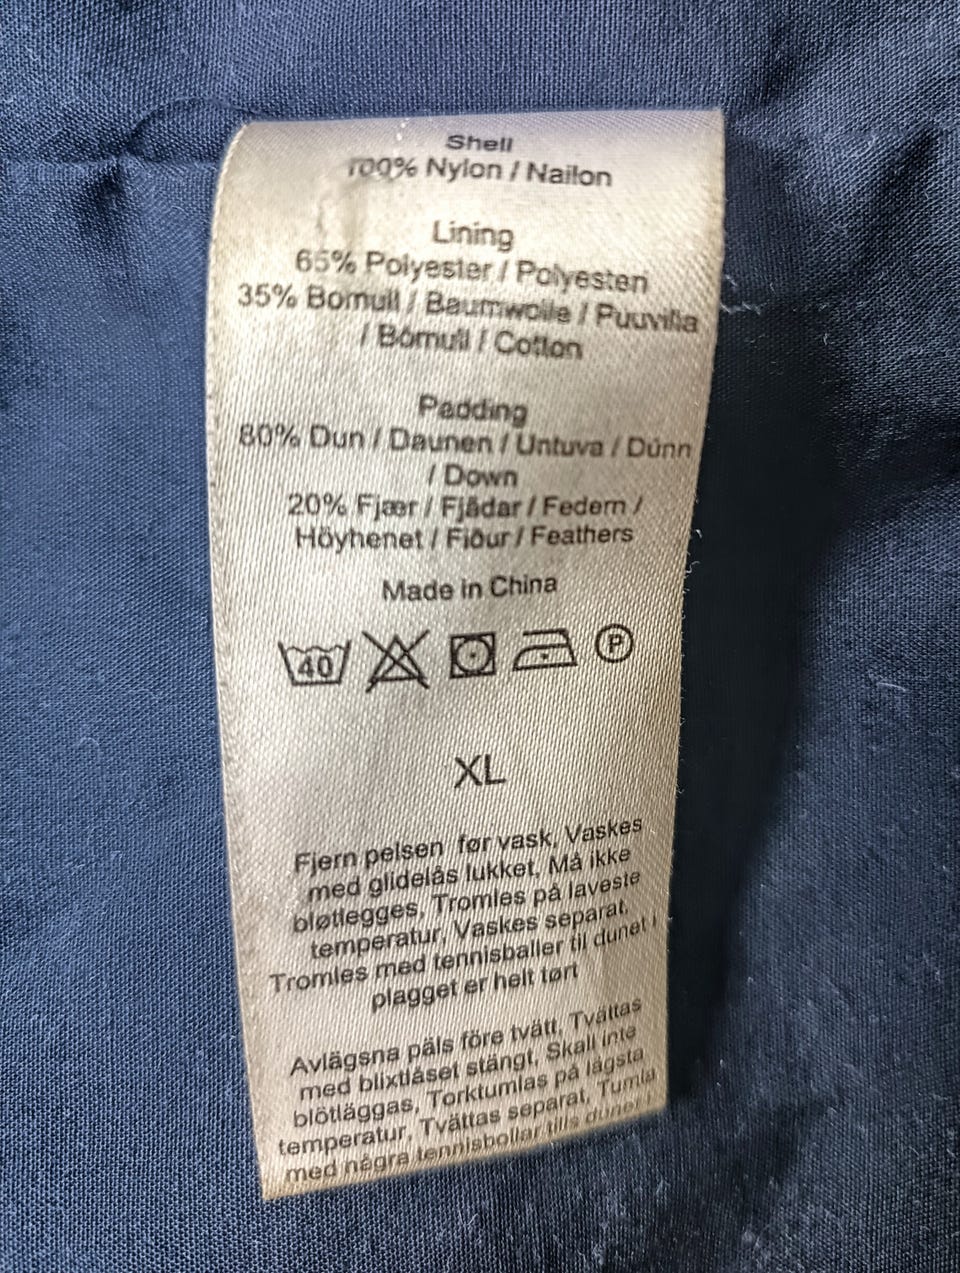 Shell
100% Nylon / Nailon
Lining
65% Polyester / Polyesteri
35% Bomull / Baumwolle / Puuvilla
/ Bómull / Cotton
Padding
80% Dun / Daunen / Untuva / Dúnn
/ Down
20% Fjær / Fjädar / Federn /
Höyhenet / Fiður / Feathers
Made in China
40
P
XL
Fjern pelsen før vask, Vaskes
med glidelås lukket, Må ikke
bløtlegges, Tromles på laveste
temperatur, Vaskes separat,
Tromles med tennisballer til dunet i
plagget er helt tørt
Avlägsna päls före tvätt, Tvättas
med blixtlåset stängt, Skall inte
blötläggas, Torktumlas på lägsta
temperatur, Tvättas separat, Tumla
med några tennisbollar tills dunet i